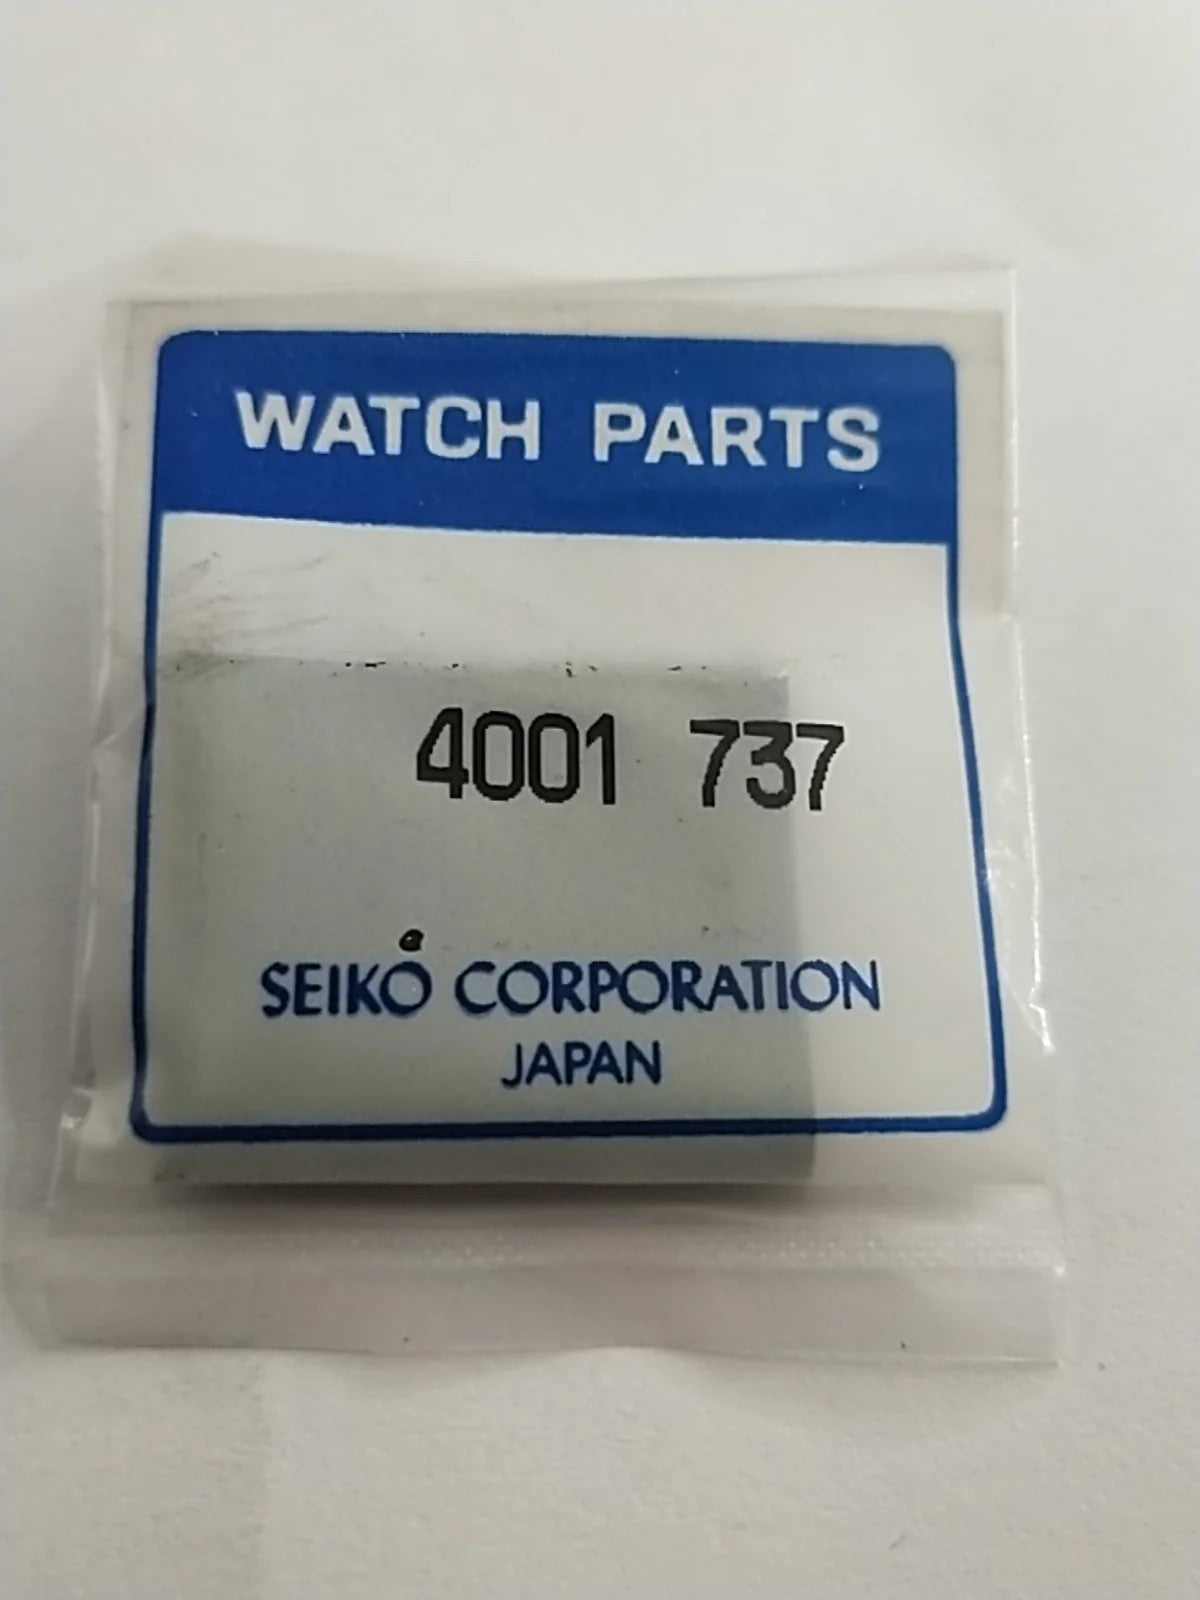 WATCH PARTS
4001 737
SEIKO CORPORATION
JAPAN